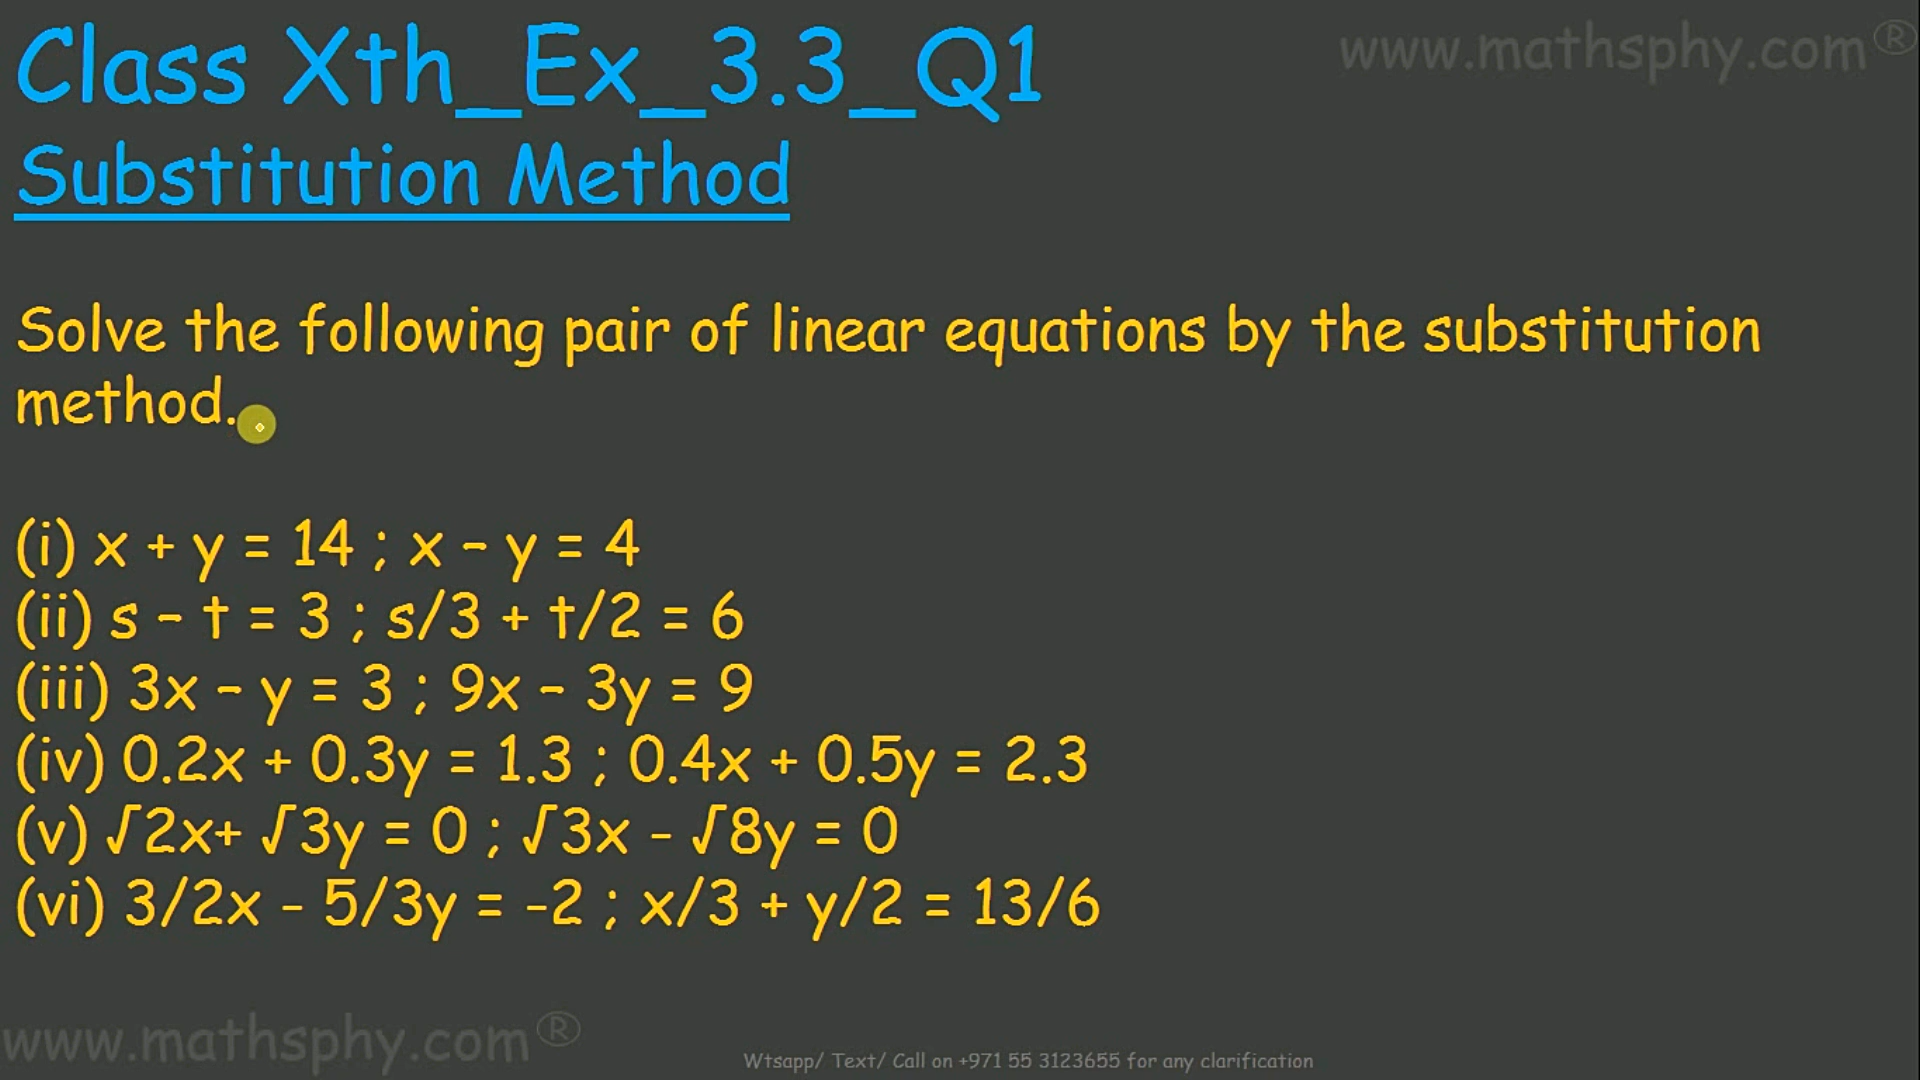 Class Xth_Ex_3.3_Q1
www.mathsphy.com®
Substitution Method
Solve the following pair of linear equations by the substitution
method.
(i) x + y = 14 ; x – y = 4
(ii) s – t = 3 ; s/3 + t/2 = 6
(iii) 3x – y = 3 ; 9x – 3y = 9
(iv) 0.2x + 0.3y = 1.3 ; 0.4x + 0.5y = 2.3
(v) √2x+ √3y = 0 ; √3x - √8y = 0
(vi) 3/2x - 5/3y = -2 ; x/3 + y/2 = 13/6
www.mathsphy.com®
Wtsapp/ Text/ Call on +971 55 3123655 for any clarification